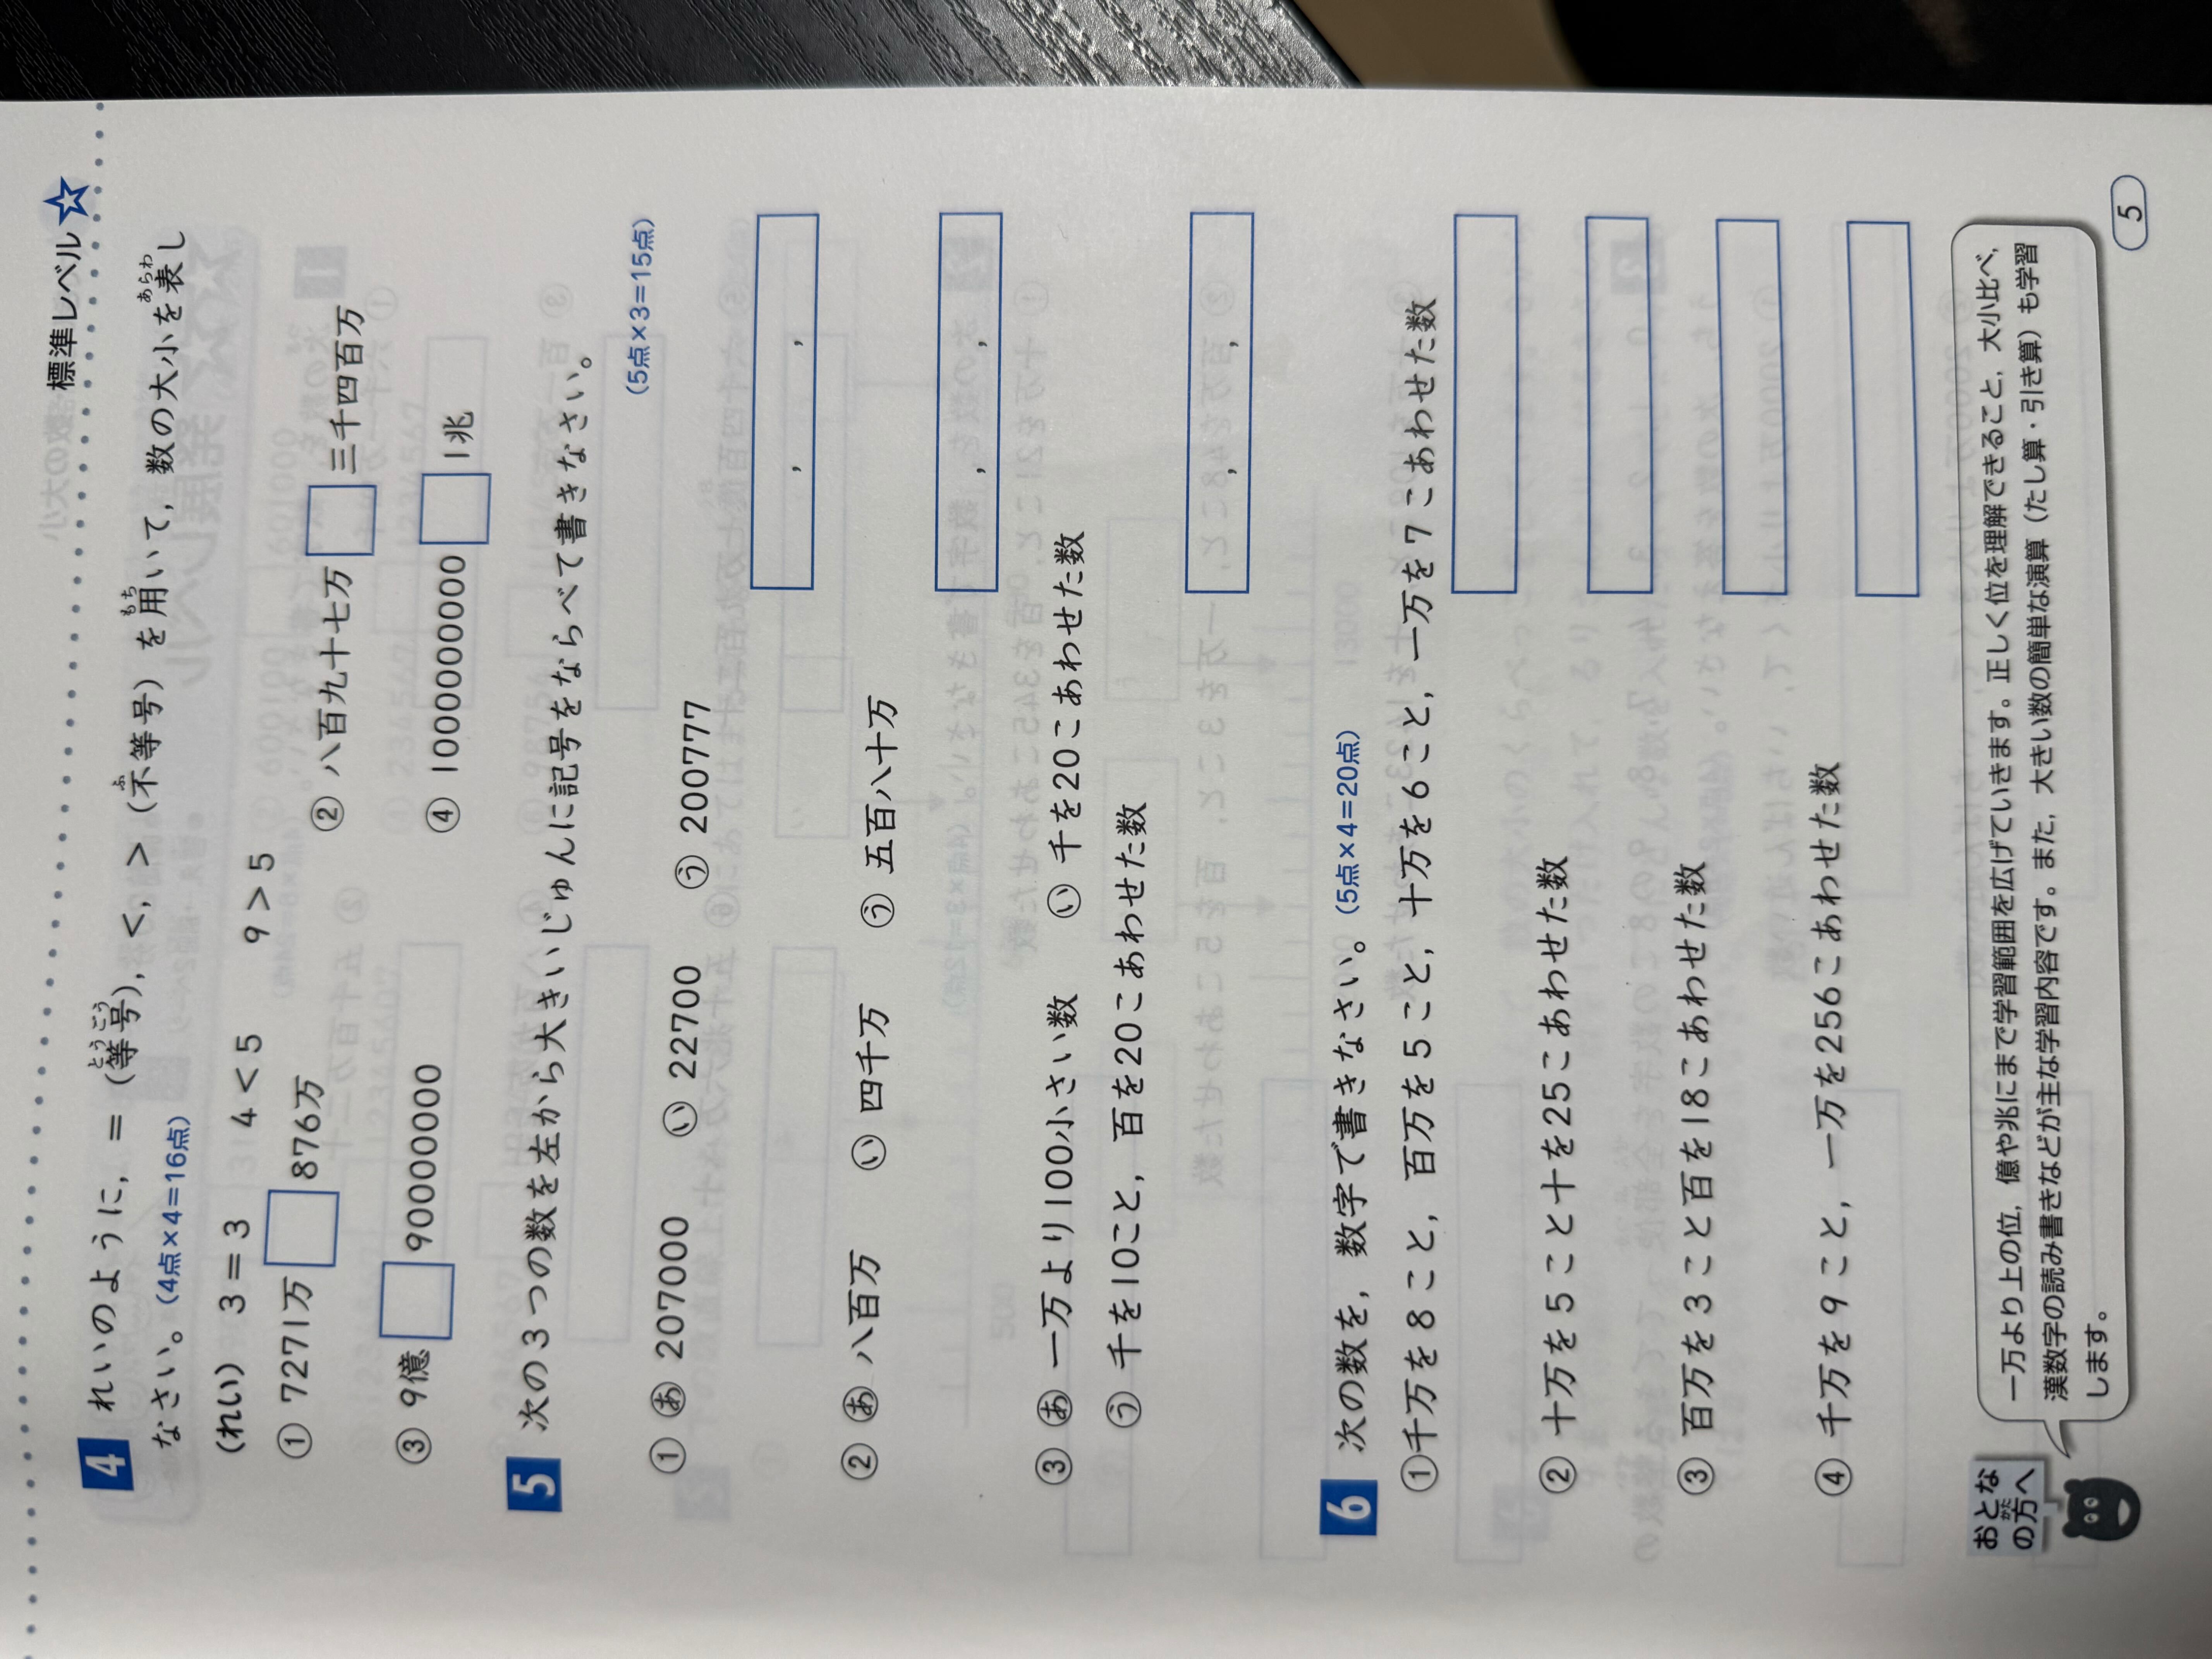 標準レベル
4 れいのように, =(等号), <, >(不等号)を用いて, 数の大小を表し
なさい。(4点×4=16点)
(れい) 3=3 4<5 9>5
① 7271万 876万 ② 八百九十七万 三千四百万
③ 9億 90000000 ④ 1000000000 1兆
5 次の3つの数を左から大きいじゅんに記号をならべて書きなさい。
(5点×3=15点)
① あ 207000 い 22700 う 200777
, ,
② あ 八百万 い 四千万 う 五百八十万
, ,
③ あ 一万より100小さい数 い 千を20こあわせた数
う 千を10こと, 百を20こあわせた数
, ,
6 次の数を, 数字で書きなさい。(5点×4=20点)
①千万を8こと, 百万を5こと, 十万を6こと, 一万を7こあわせた数
② 十万を5こと十を25こあわせた数
③ 百万を3こと百を18こあわせた数
④ 千万を9こと, 一万を256こあわせた数
おとなの方へ
一万より上の位, 億や兆にまで学習範囲を広げていきます。正しく位を理解できること, 大小比べ,
漢数字の読み書きなどが主な学習内容です。また, 大きい数の簡単な演算(たし算・引き算)も学習
します。
5